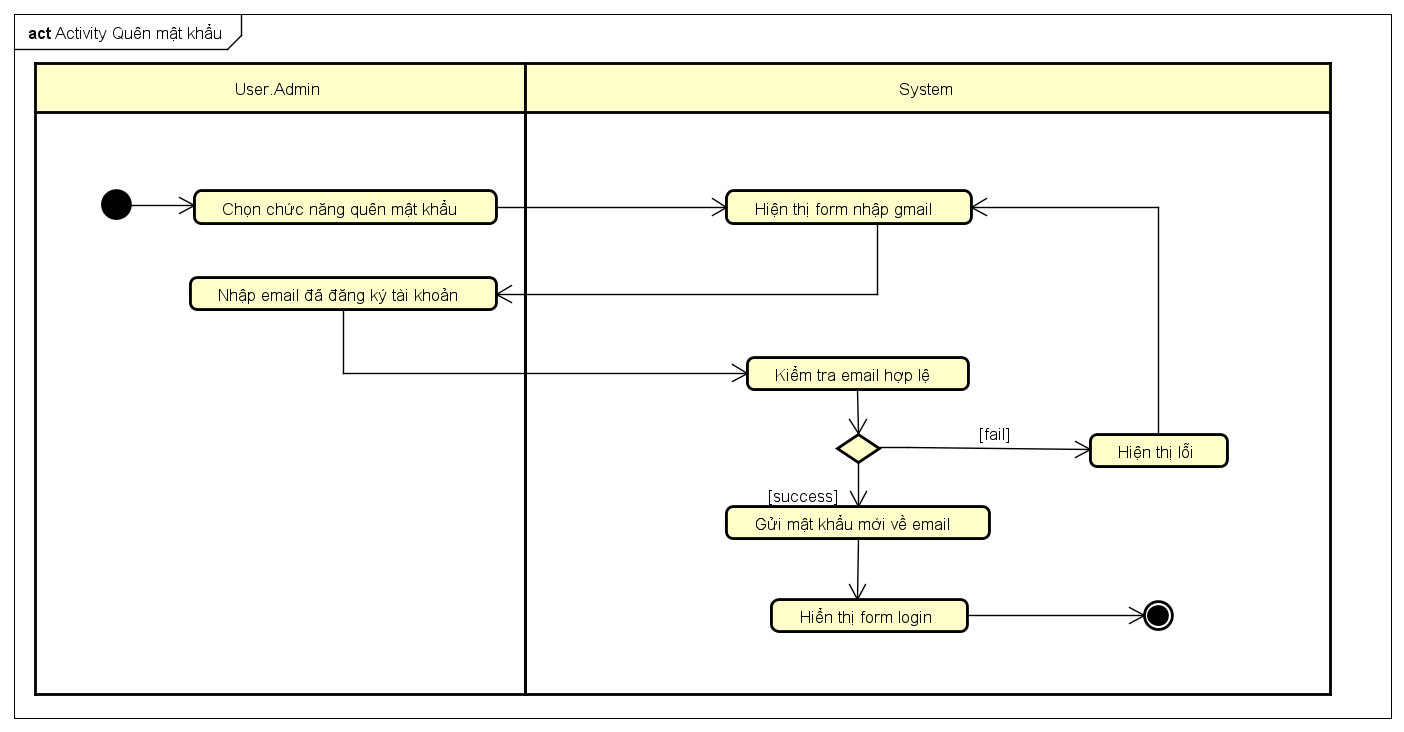 act Activity Quên mật khẩu
User.Admin
System
Chọn chức năng quên mật khẩu
Hiện thị form nhập gmail
Nhập email đã đăng ký tài khoản
Kiểm tra email hợp lệ
[fail]
Hiện thị lỗi
[success]
Gửi mật khẩu mới về email
Hiển thị form login